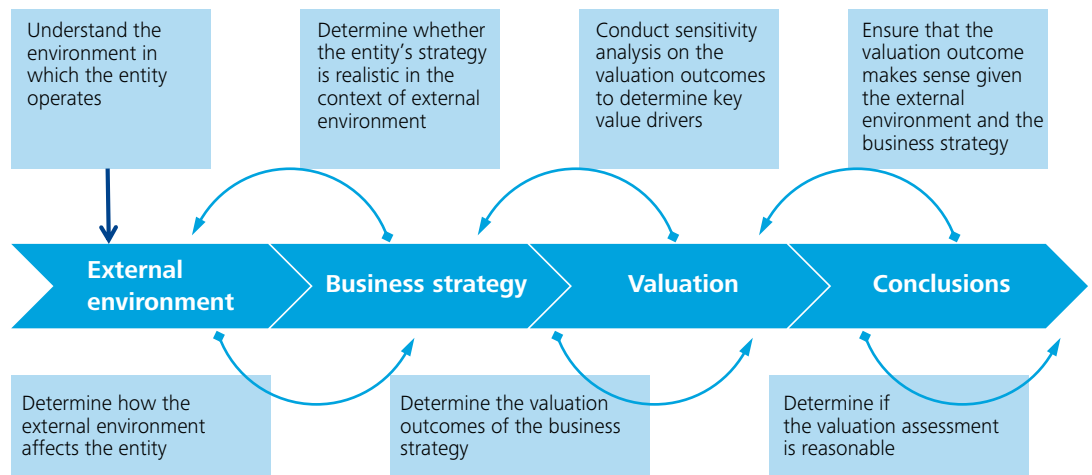 Understand the
environment in
which the entity
operates
Determine whether
the entity’s strategy
is realistic in the
context of external
environment
Conduct sensitivity
analysis on the
valuation outcomes
to determine key
value drivers
Ensure that the
valuation outcome
makes sense given
the external
environment and the
business strategy
External
environment
Business strategy
Valuation
Conclusions
Determine how the
external environment
affects the entity
Determine the valuation
outcomes of the business
strategy
Determine if
the valuation assessment
is reasonable